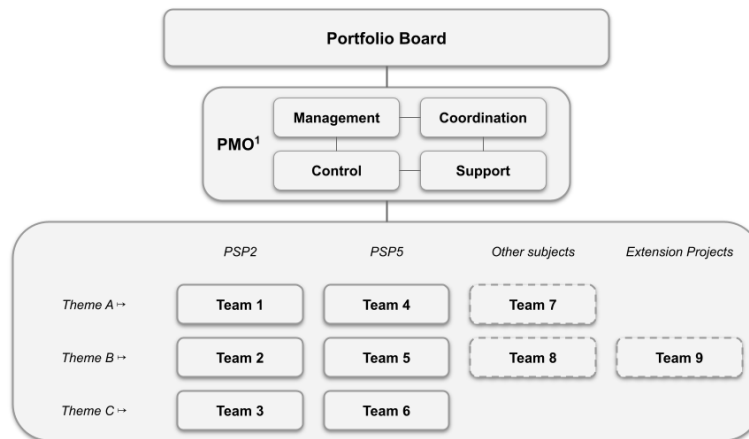 Portfolio Board
Management Coordination
PMO¹
Control Support
PSP2 PSP5 Other subjects Extension Projects
Theme A ↦ Team 1 Team 4 Team 7
Theme B ↦ Team 2 Team 5 Team 8 Team 9
Theme C ↦ Team 3 Team 6